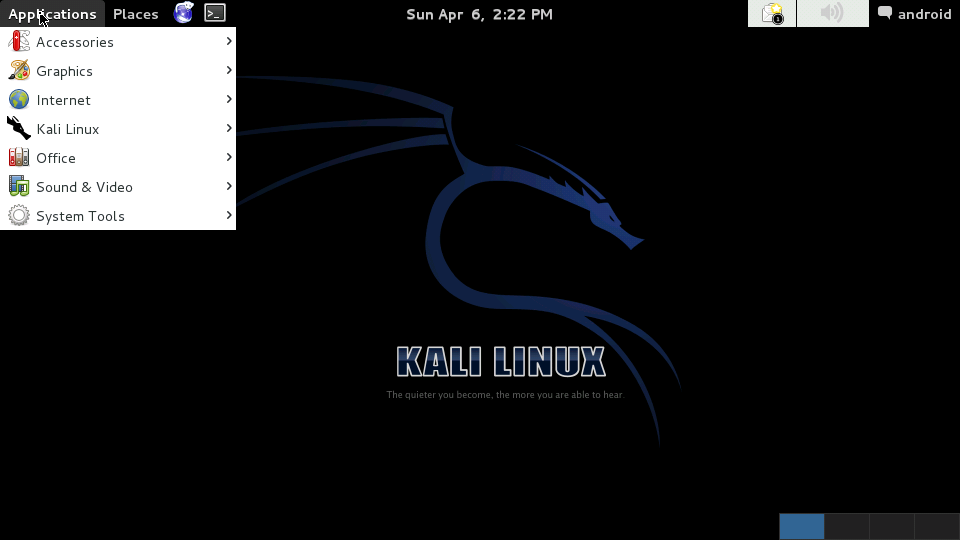 Applications Places Sun Apr 6, 2:22 PM android
Accessories
Graphics
Internet
Kali Linux
Office
Sound & Video
System Tools
KALI LINUX
The quieter you become, the more you are able to hear